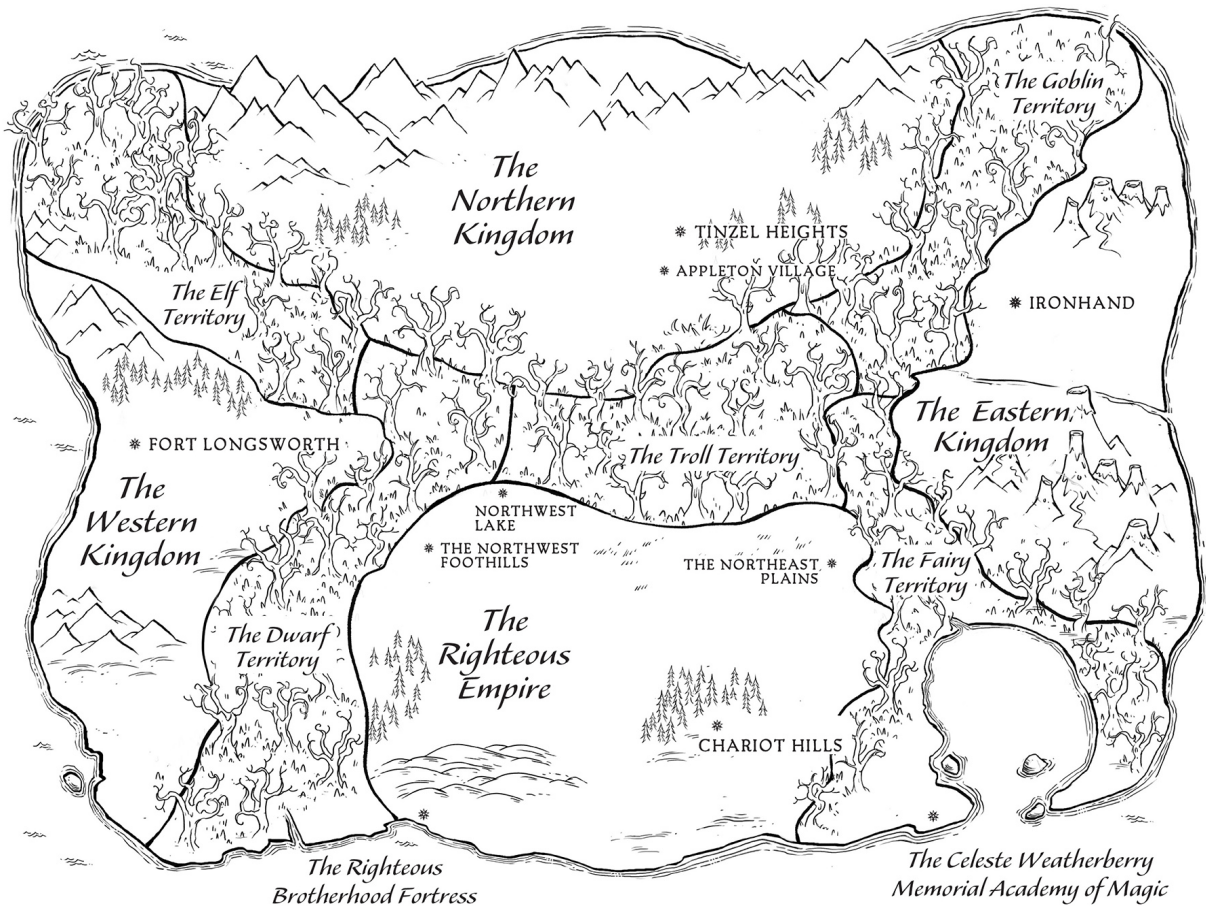 The Goblin
Territory
The
Northern
Kingdom
TINZEL HEIGHTS
APPLETON VILLAGE
The Elf
Territory
IRONHAND
The Eastern
Kingdom
FORT LONGSWORTH
The Troll Territory
The
Western
Kingdom
NORTHWEST
LAKE
THE NORTHWEST
FOOTHILLS
THE NORTHEAST
PLAINS
The Fairy
Territory
The Dwarf
Territory
The
Righteous
Empire
CHARIOT HILLS
The Righteous
Brotherhood Fortress
The Celeste Weatherberry
Memorial Academy of Magic